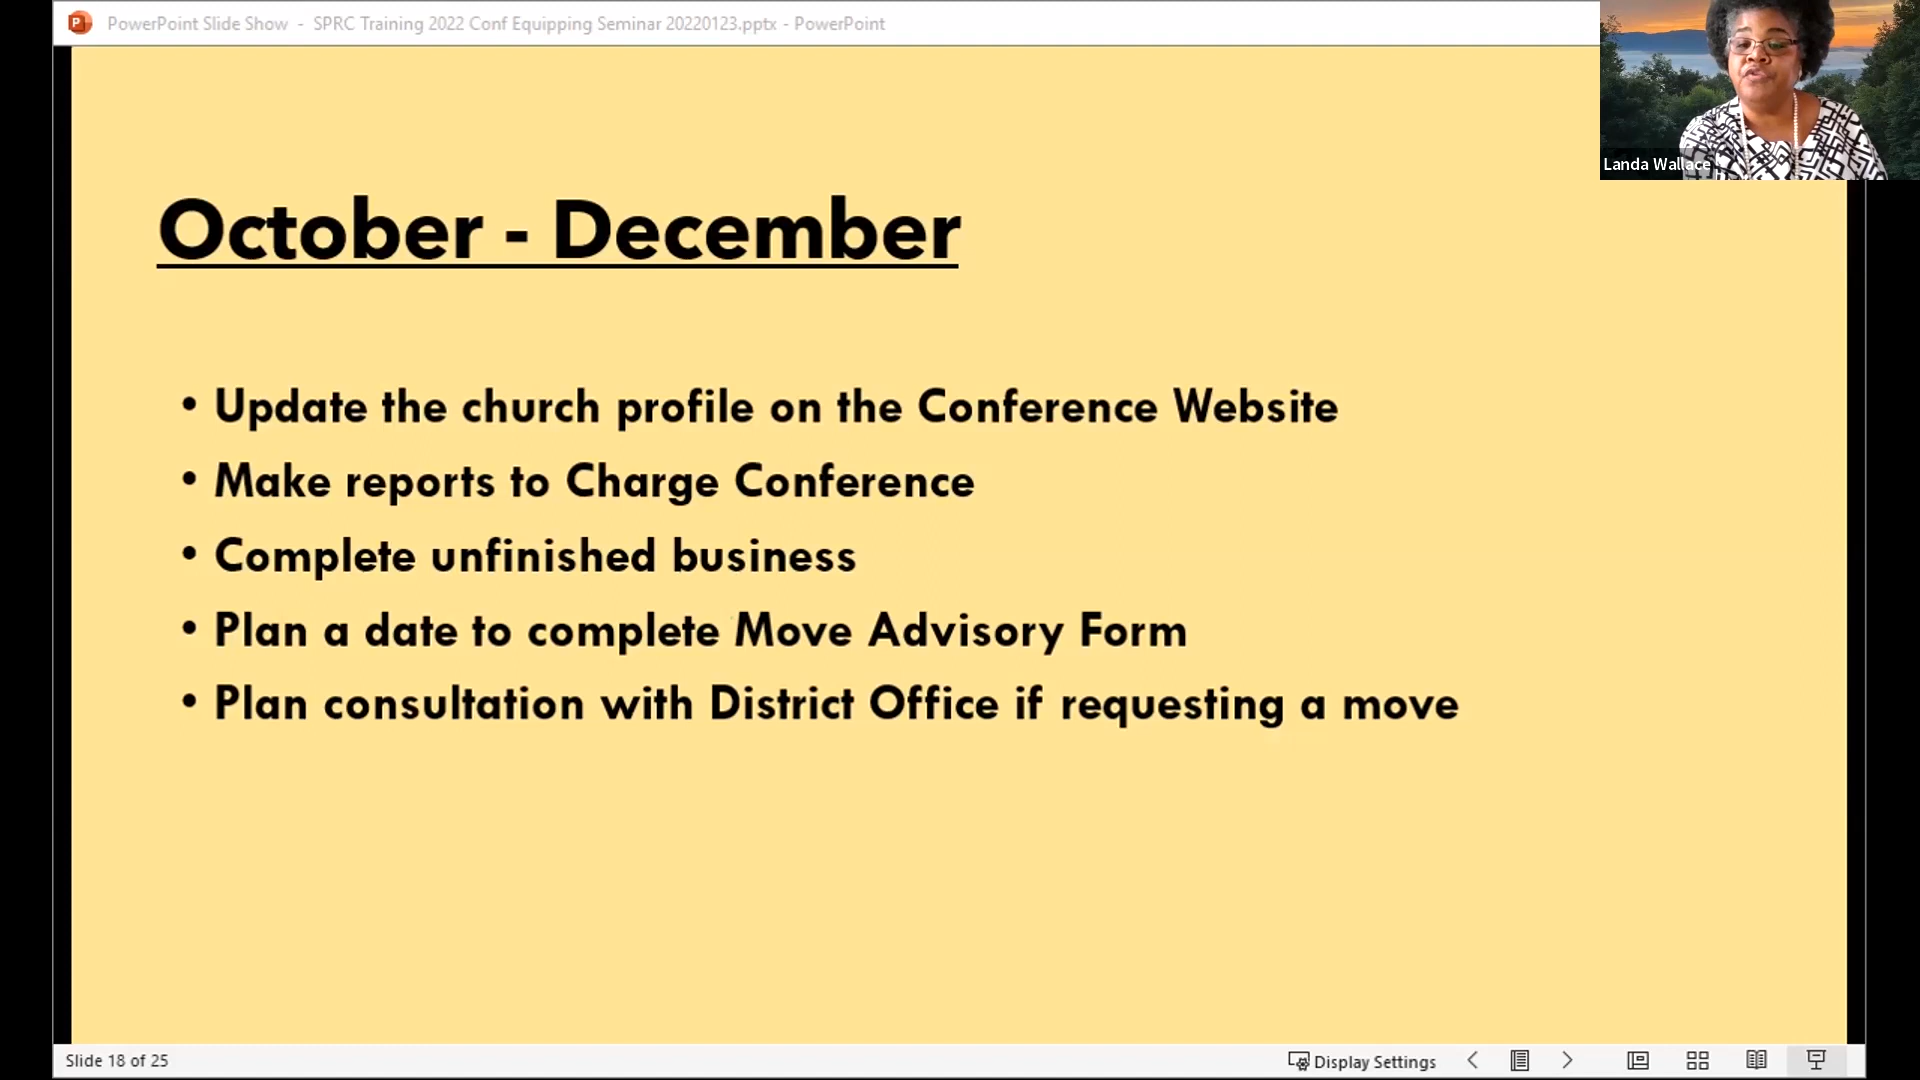 PowerPoint Slide Show - SPRC Training 2022 Conf Equipping Seminar 20220123.pptx - PowerPoint
Landa Wallace
October - December
• Update the church profile on the Conference Website
• Make reports to Charge Conference
• Complete unfinished business
• Plan a date to complete Move Advisory Form
• Plan consultation with District Office if requesting a move
Slide 18 of 25
Display Settings